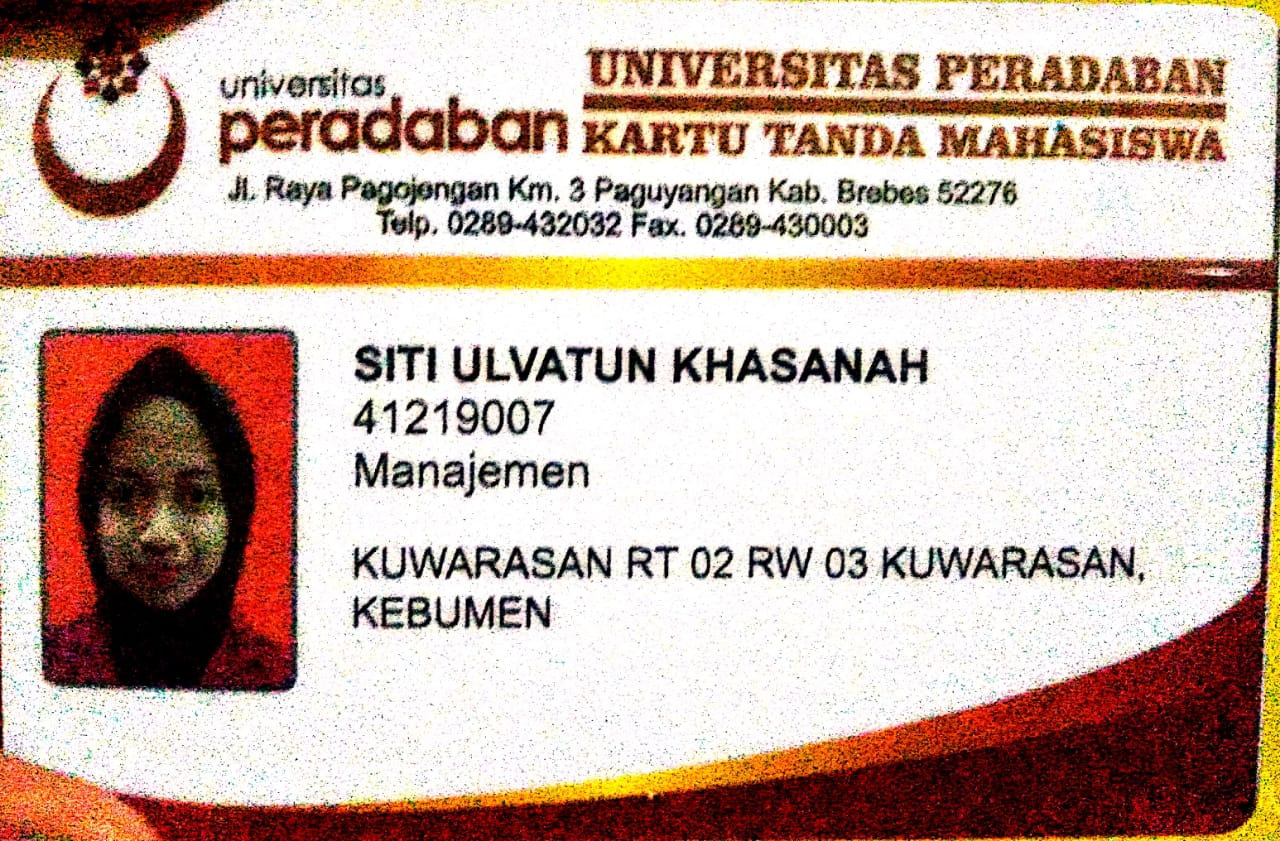 universitas
peradaban
UNIVERSITAS PERADABAN
KARTU TANDA MAHASISWA
Jl. Raya Pagojengan Km. 3 Paguyangan Kab. Brebes 52276
Telp. 0289-432032 Fax. 0289-430003
SITI ULVATUN KHASANAH
41219007
Manajemen
KUWARASAN RT 02 RW 03 KUWARASAN,
KEBUMEN